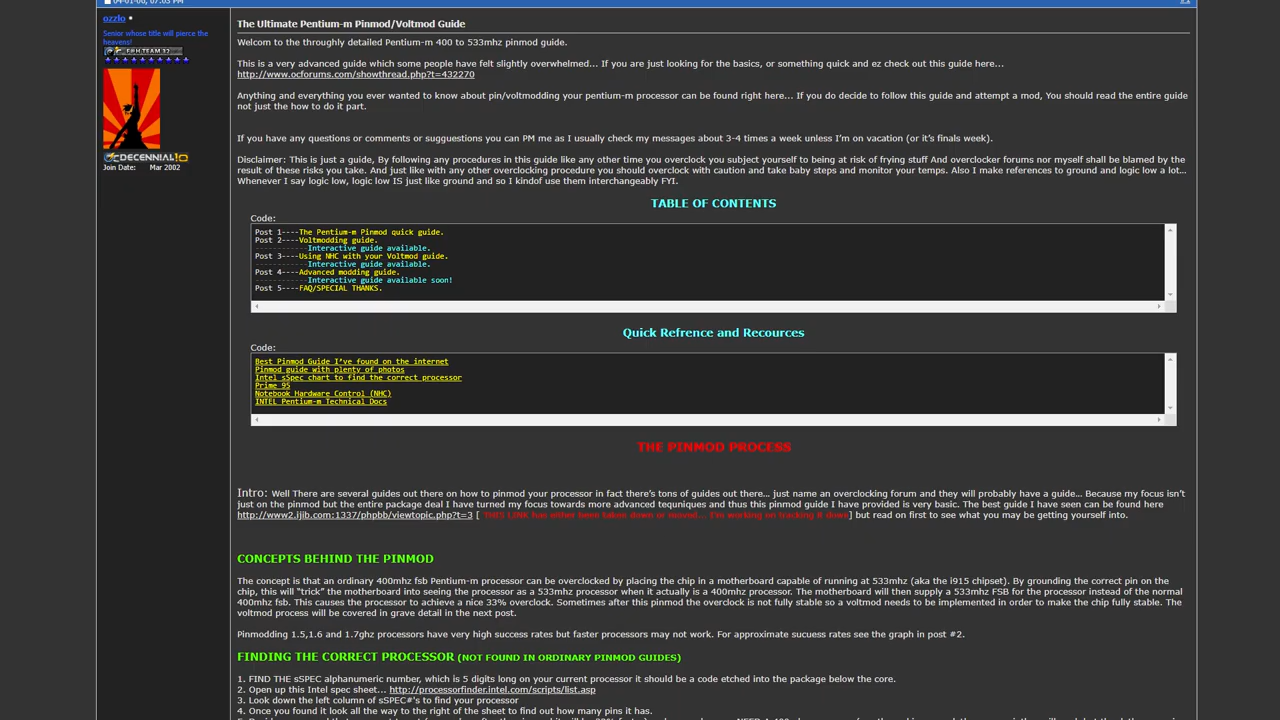 04-01-06, 07:03 PM
#1
ozzlo
Senior whose title will pierce the
heavens!
F@H TEAM 32
DECENNIAL
Join Date: Mar 2002
The Ultimate Pentium-m Pinmod/Voltmod Guide
Welcom to the throughly detailed Pentium-m 400 to 533mhz pinmod guide.
This is a very advanced guide which some people have felt slightly overwhelmed... If you are just looking for the basics, or something quick and ez check out this guide here...
http://www.ocforums.com/showthread.php?t=432270
Anything and everything you ever wanted to know about pin/voltmodding your pentium-m processor can be found right here... If you do decide to follow this guide and attempt a mod, You should read the entire guide
not just the how to do it part.
If you have any questions or comments or sugguestions you can PM me as I usually check my messages about 3-4 times a week unless I'm on vacation (or it's finals week).
Disclaimer: This is just a guide, By following any procedures in this guide like any other time you overclock you subject yourself to being at risk of frying stuff And overclocker forums nor myself shall be blamed by the
result of these risks you take. And just like with any other overclocking procedure you should overclock with caution and take baby steps and monitor your temps. Also I make references to ground and logic low a lot...
Whenever I say logic low, logic low IS just like ground and so I kindof use them interchangeably FYI.
TABLE OF CONTENTS
Code:
Post 1----The Pentium-m Pinmod quick guide.
Post 2----Voltmodding guide.
-------------Interactive guide available.
Post 3----Using NHC with your Voltmod guide.
-------------Interactive guide available.
Post 4----Advanced modding guide.
-------------Interactive guide available soon!
Post 5----FAQ/SPECIAL THANKS.
Quick Refrence and Recources
Code:
Best Pinmod Guide I've found on the internet
Pinmod guide with plenty of photos
Intel sSpec chart to find the correct processor
Prime 95
Notebook Hardware Control (NHC)
INTEL Pentium-m Technical Docs
THE PINMOD PROCESS
Intro: Well There are several guides out there on how to pinmod your processor in fact there's tons of guides out there... just name an overclocking forum and they will probably have a guide... Because my focus isn't
just on the pinmod but the entire package deal I have turned my focus towards more advanced tequniques and thus this pinmod guide I have provided is very basic. The best guide I have seen can be found here
http://www2.ijib.com:1337/phpbb/viewtopic.php?t=3 [ THIS LINK has either been taken down or moved... I'm working on tracking it down] but read on first to see what you may be getting yourself into.
CONCEPTS BEHIND THE PINMOD
The concept is that an ordinary 400mhz fsb Pentium-m processor can be overclocked by placing the chip in a motherboard capable of running at 533mhz (aka the i915 chipset). By grounding the correct pin on the
chip, this will "trick" the motherboard into seeing the processor as a 533mhz processor when it actually is a 400mhz processor. The motherboard will then supply a 533mhz FSB for the processor instead of the normal
400mhz fsb. This causes the processor to achieve a nice 33% overclock. Sometimes after this pinmod the overclock is not fully stable so a voltmod needs to be implemented in order to make the chip fully stable. The
voltmod process will be covered in grave detail in the next post.
Pinmodding 1.5,1.6 and 1.7ghz processors have very high success rates but faster processors may not work. For approximate sucuess rates see the graph in post #2.
FINDING THE CORRECT PROCESSOR (NOT FOUND IN ORDINARY PINMOD GUIDES)
1. FIND THE sSPEC alphanumeric number, which is 5 digits long on your current processor it should be a code etched into the package below the core.
2. Open up this Intel spec sheet... http://processorfinder.intel.com/scripts/list.asp
3. Look down the left column of sSPEC#'s to find your processor
4. Once you found it look all the way to the right of the sheet to find out how many pins it has.